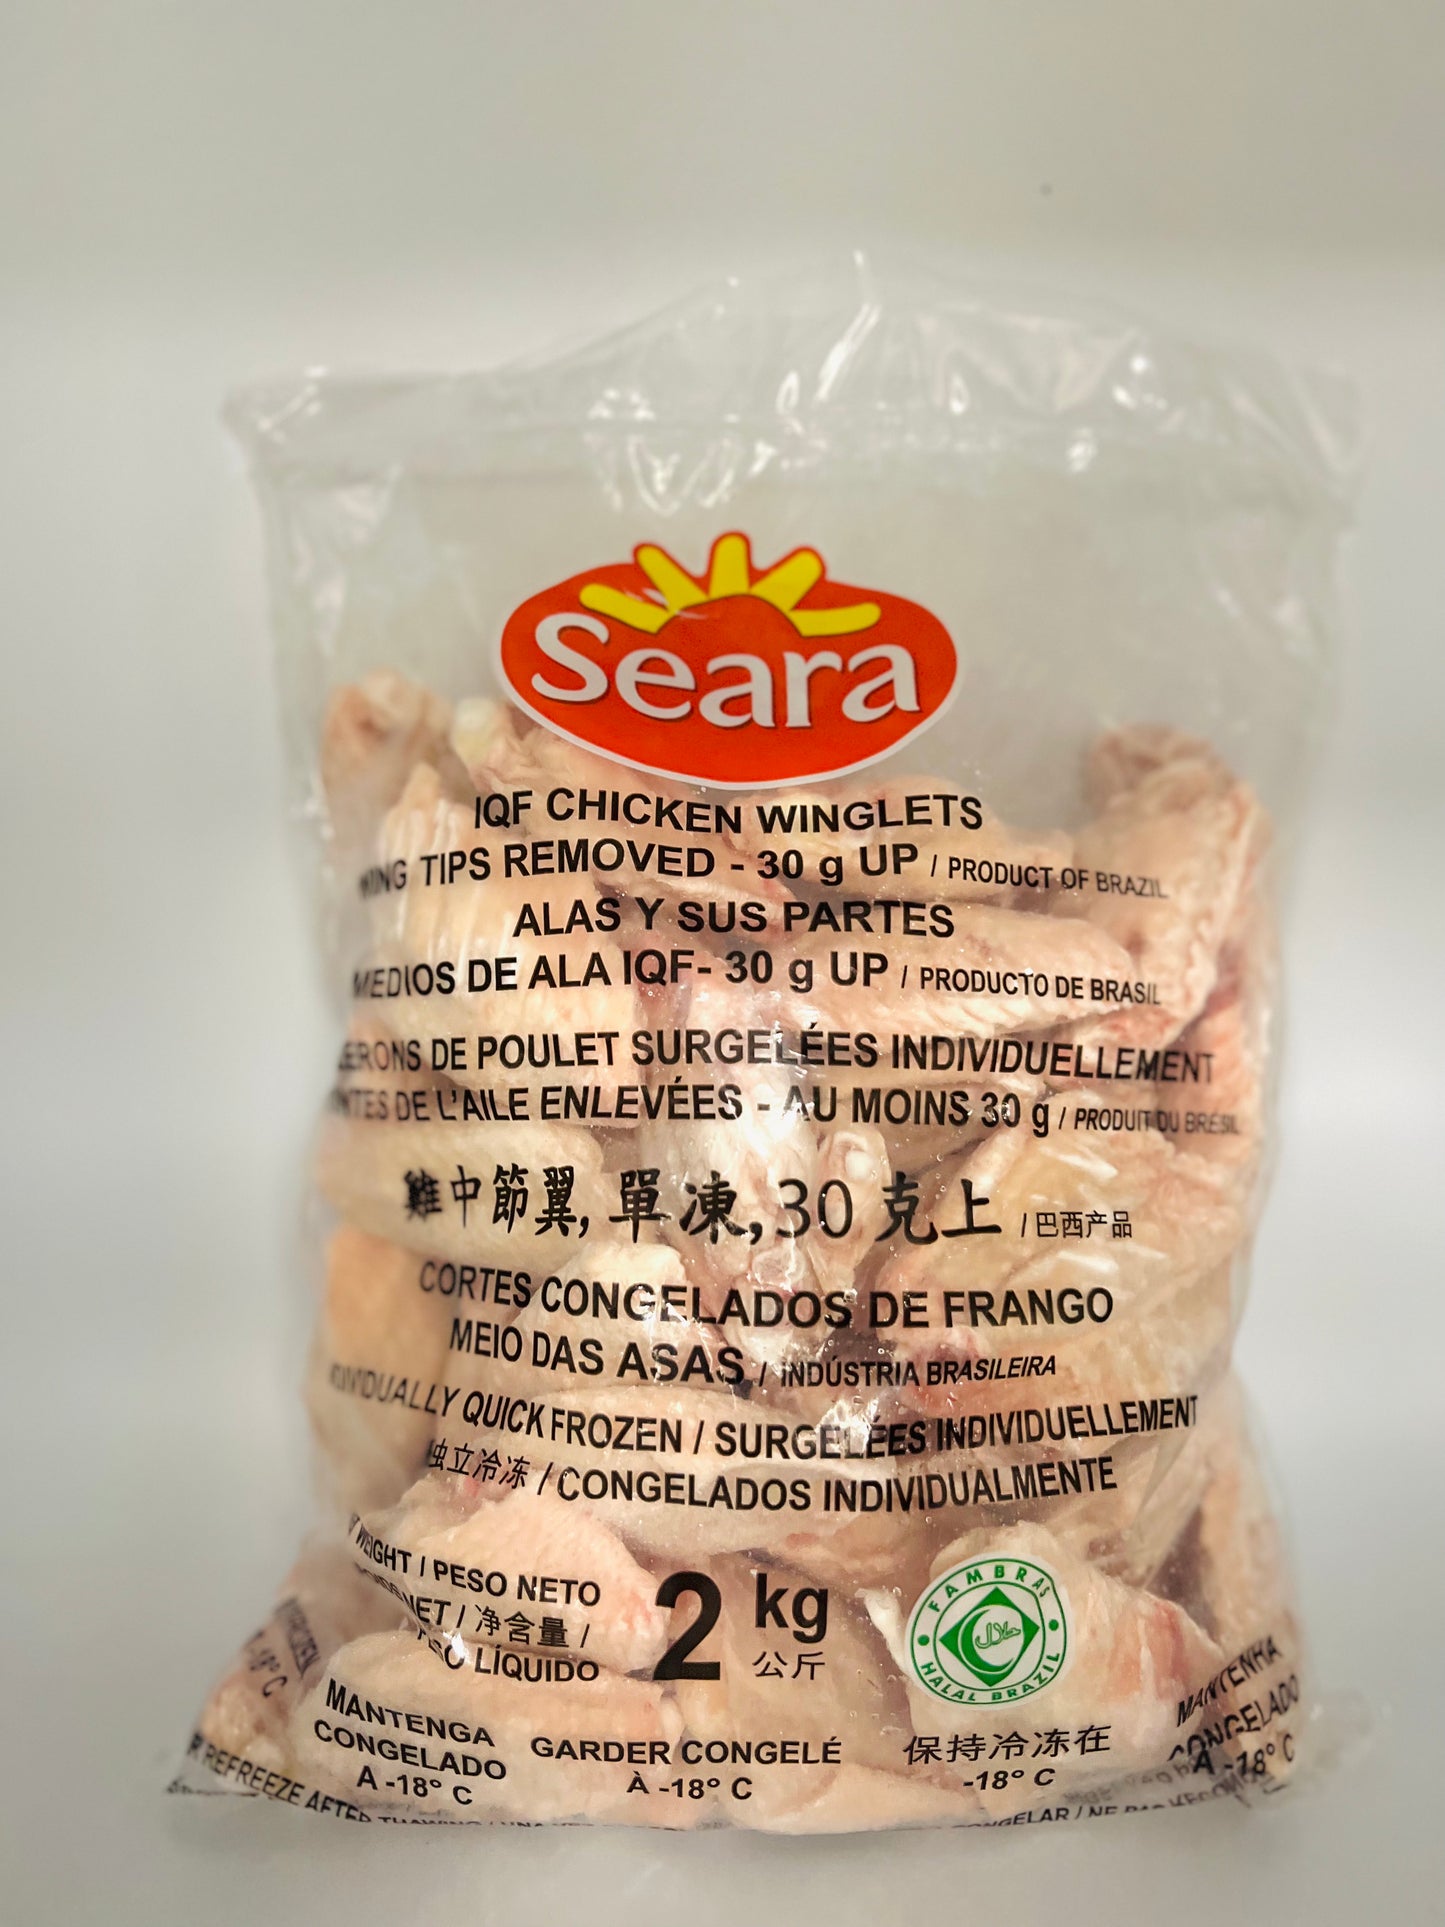 Seara
IQF CHICKEN WINGLETS
WING TIPS REMOVED - 30 g UP / PRODUCT OF BRAZIL
ALAS Y SUS PARTES
MEDIOS DE ALA IQF- 30 g UP / PRODUCTO DE BRASIL
DE POULET SURGELÉES INDIVIDUELLEMENT
DE L'AILE ENLEVÉES - AU MOINS 30 g / PRODUIT DU BRÉSIL
雞中節翼, 單凍, 30 克上 / 巴西产品
CORTES CONGELADOS DE FRANGO
MEIO DAS ASAS / INDÚSTRIA BRASILEIRA
QUICK FROZEN / SURGELÉES INDIVIDUELLEMENT
独立冷冻 / CONGELADOS INDIVIDUALMENTE
WEIGHT / PESO NETO
NET / 净含量 /
LÍQUIDO
2 kg
公斤
FAMBRAS
حلال
HALAL BRAZIL
MANTENGA
CONGELADO
A -18° C
GARDER CONGELÉ
À -18° C
保持冷冻在
-18° C
MANTENHA
CONGELADO
A -18° C
REFREEZE AFTER